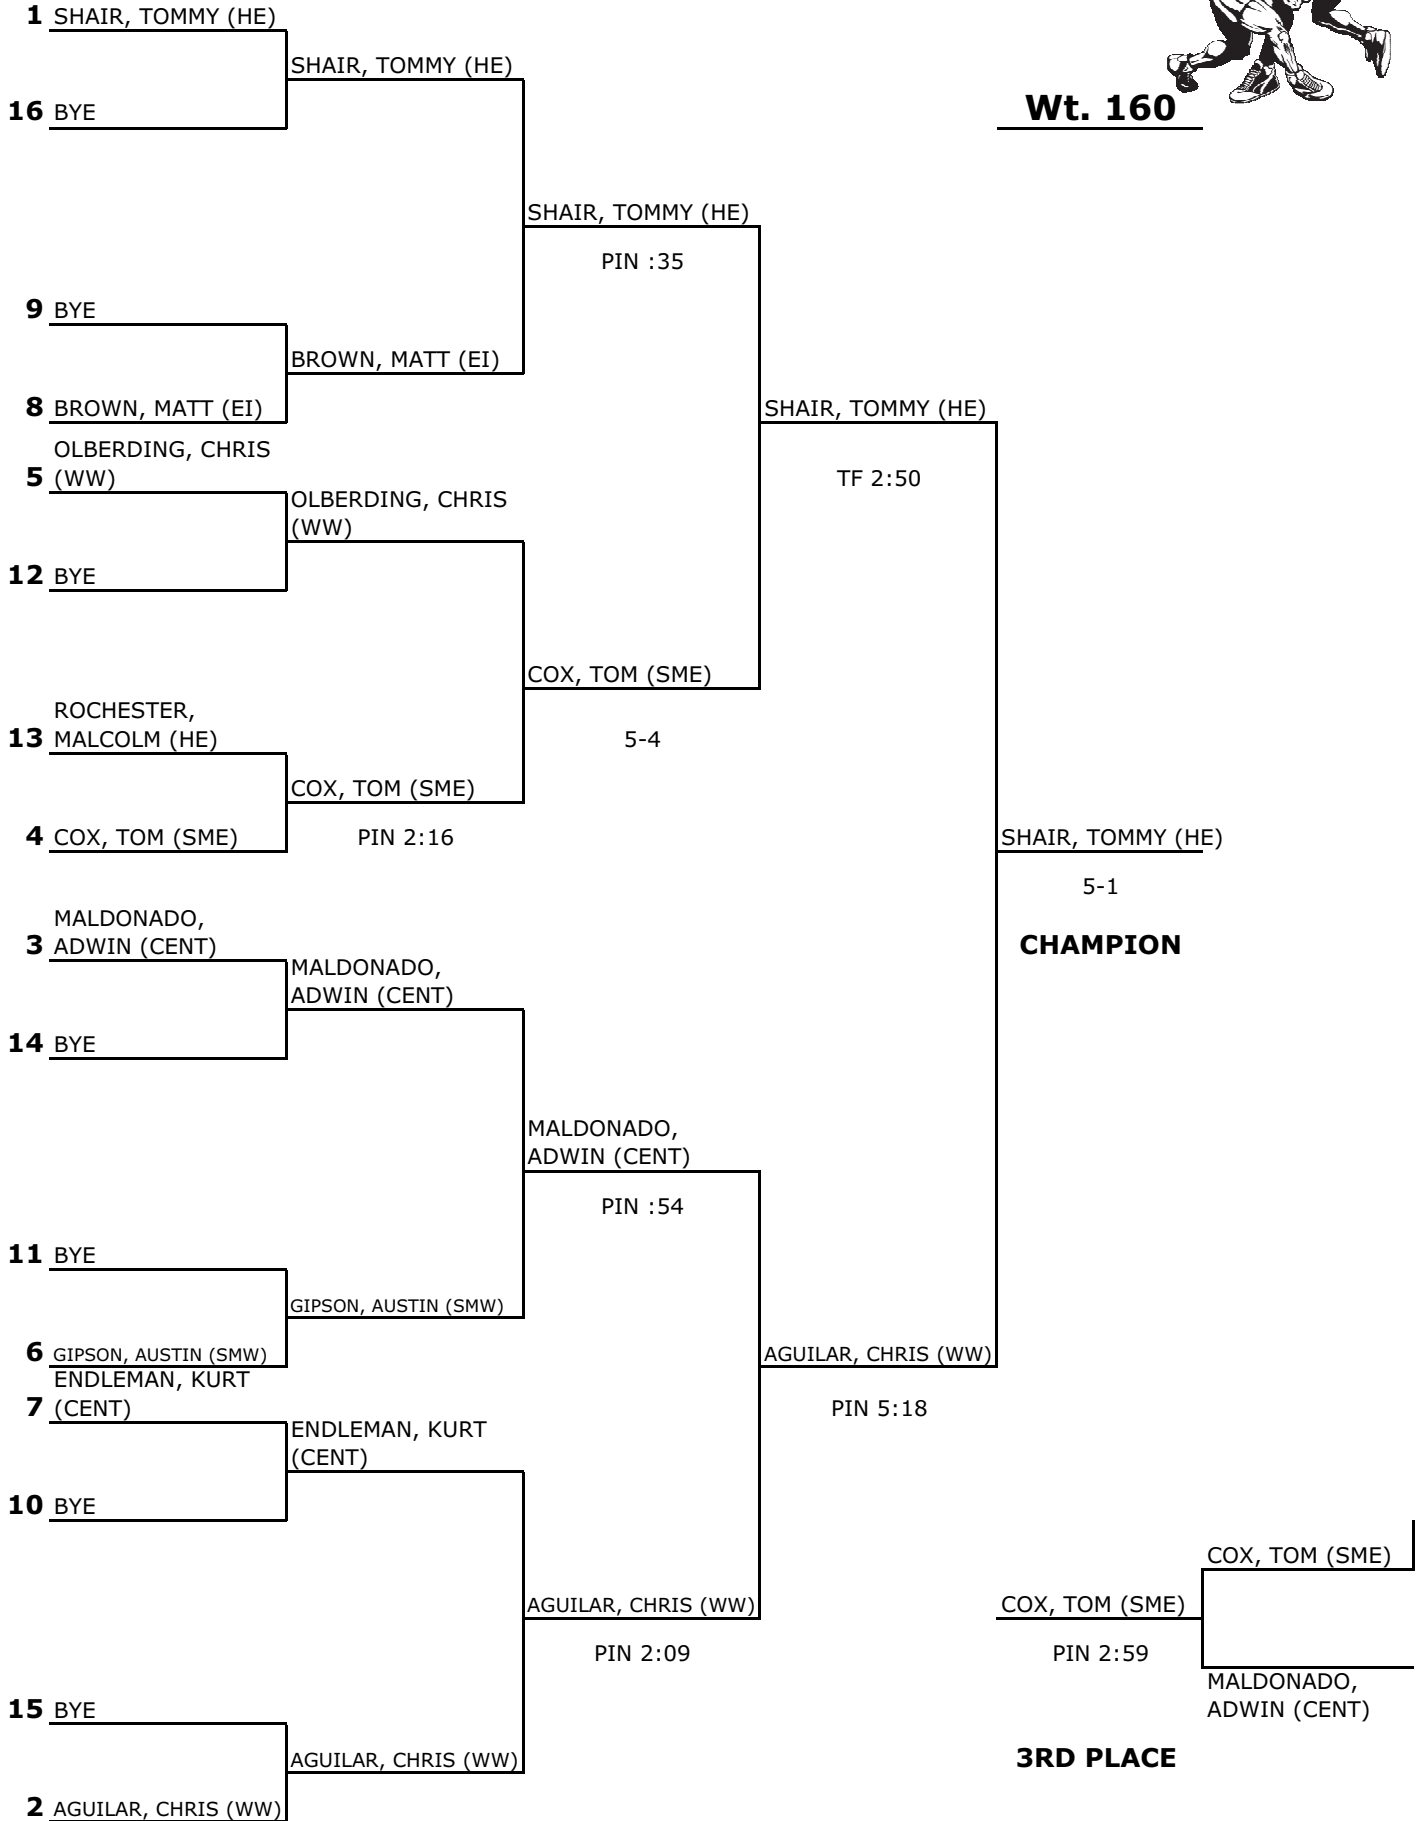 1 SHAIR, TOMMY (HE)
SHAIR, TOMMY (HE)
16 BYE
Wt. 160
SHAIR, TOMMY (HE)
PIN :35
9 BYE
BROWN, MATT (EI)
8 BROWN, MATT (EI)
SHAIR, TOMMY (HE)
OLBERDING, CHRIS
5 (WW)
TF 2:50
OLBERDING, CHRIS
(WW)
12 BYE
COX, TOM (SME)
ROCHESTER,
13 MALCOLM (HE)
5-4
COX, TOM (SME)
4 COX, TOM (SME)
PIN 2:16
SHAIR, TOMMY (HE)
5-1
MALDONADO,
3 ADWIN (CENT)
CHAMPION
MALDONADO,
ADWIN (CENT)
14 BYE
MALDONADO,
ADWIN (CENT)
PIN :54
11 BYE
GIPSON, AUSTIN (SMW)
6 GIPSON, AUSTIN (SMW)
AGUILAR, CHRIS (WW)
ENDLEMAN, KURT
7 (CENT)
PIN 5:18
ENDLEMAN, KURT
(CENT)
10 BYE
COX, TOM (SME)
AGUILAR, CHRIS (WW)
COX, TOM (SME)
PIN 2:09
PIN 2:59
MALDONADO,
ADWIN (CENT)
15 BYE
AGUILAR, CHRIS (WW)
3RD PLACE
2 AGUILAR, CHRIS (WW)